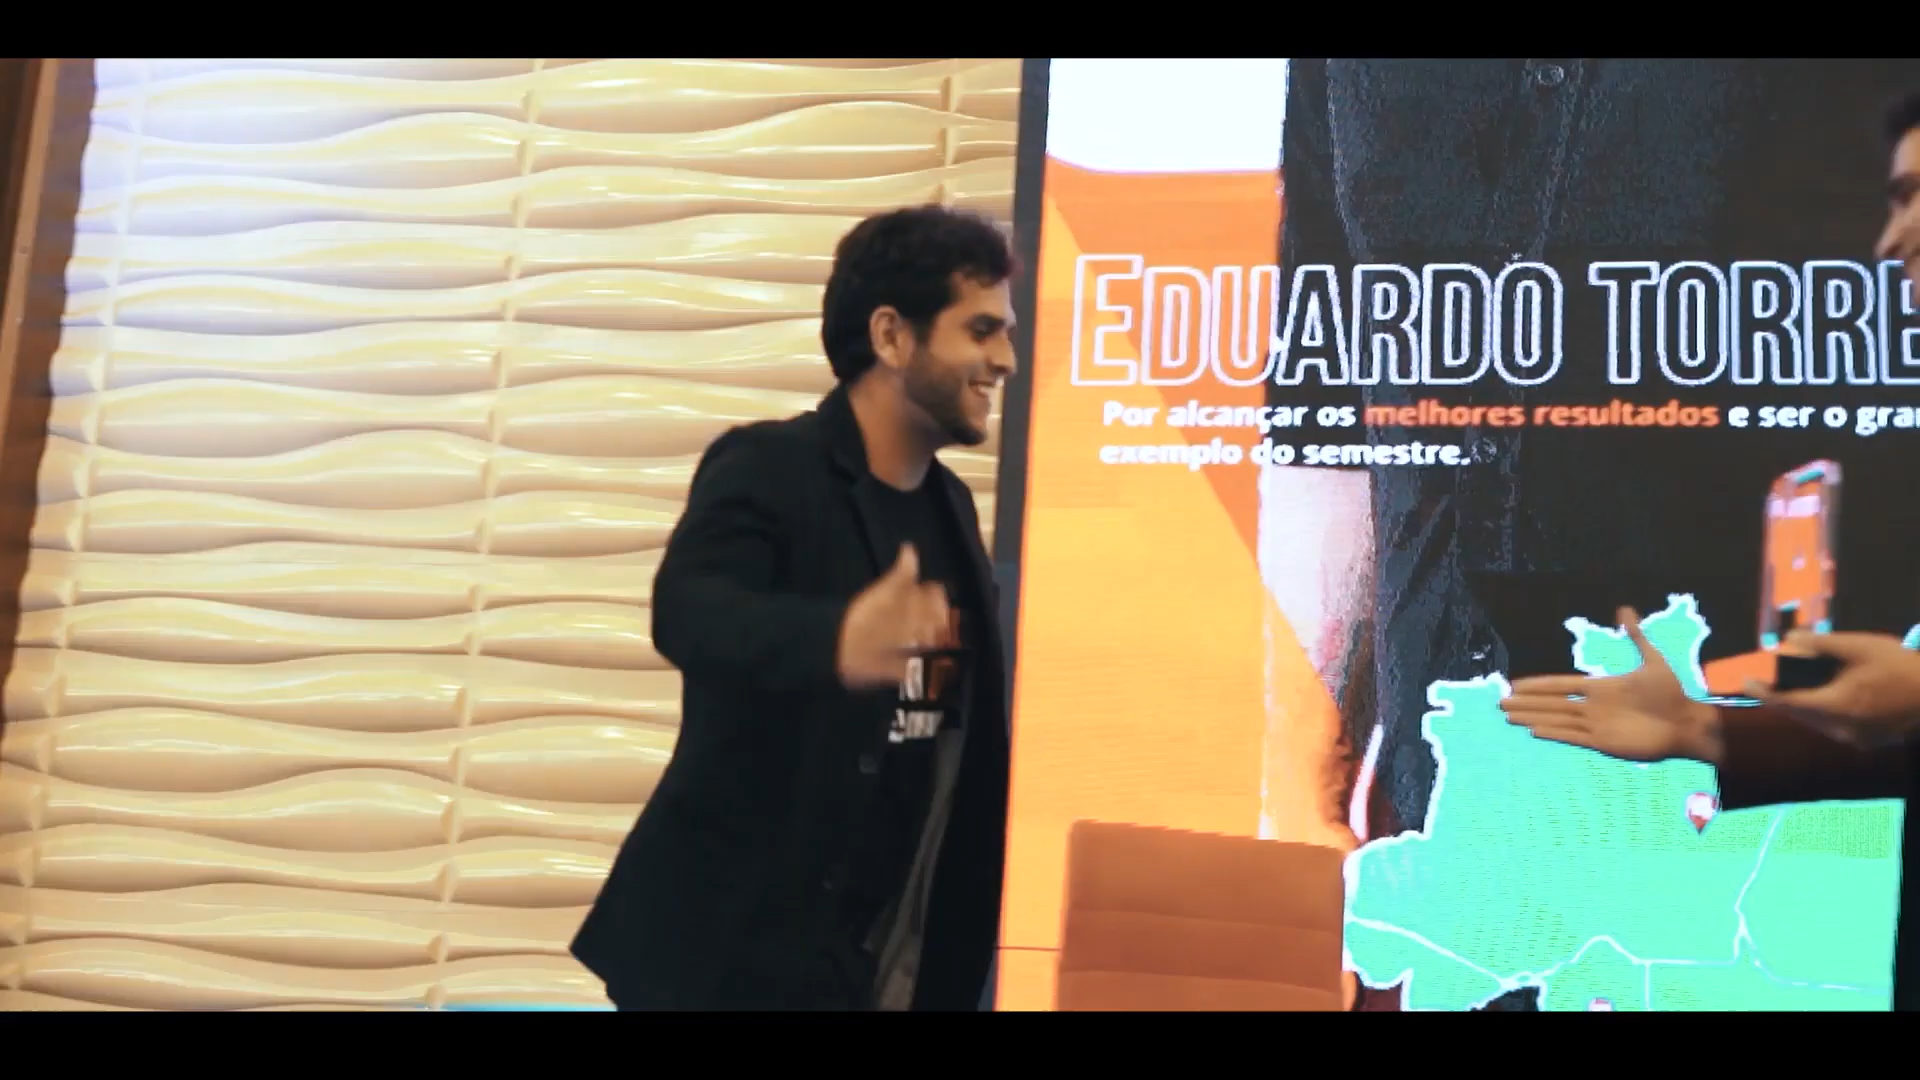 EDUARDO TORRE
Por alcançar os melhores resultados e ser o gra
exemplo do semestre.